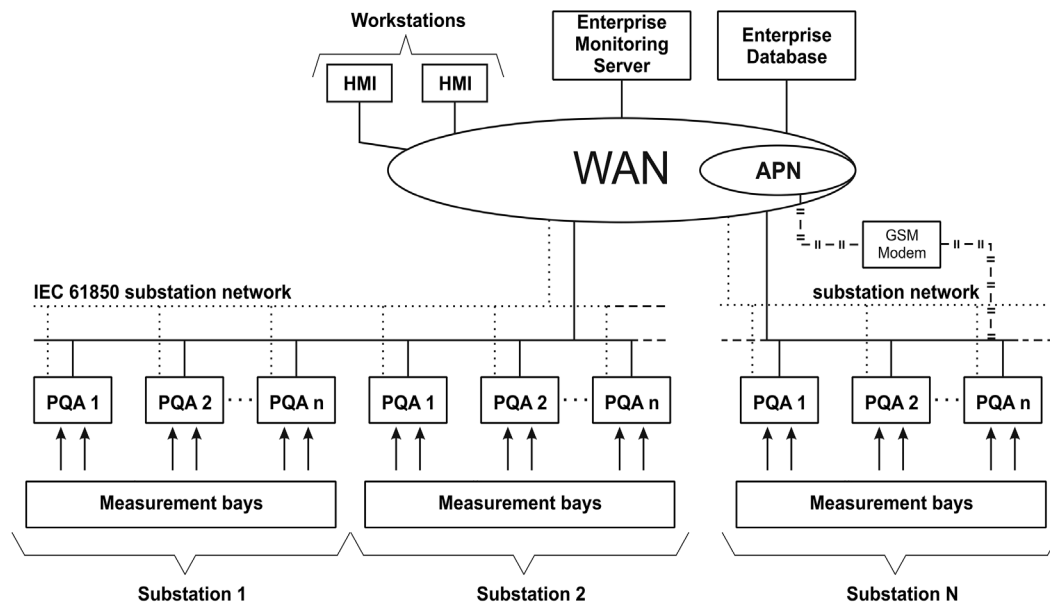 Workstations
HMI
HMI
Enterprise
Monitoring
Server
Enterprise
Database
WAN
APN
GSM
Modem
IEC 61850 substation network
substation network
PQA 1
PQA 2
PQA n
PQA 1
PQA 2
PQA n
PQA 1
PQA 2
PQA n
Measurement bays
Measurement bays
Measurement bays
Substation 1
Substation 2
Substation N